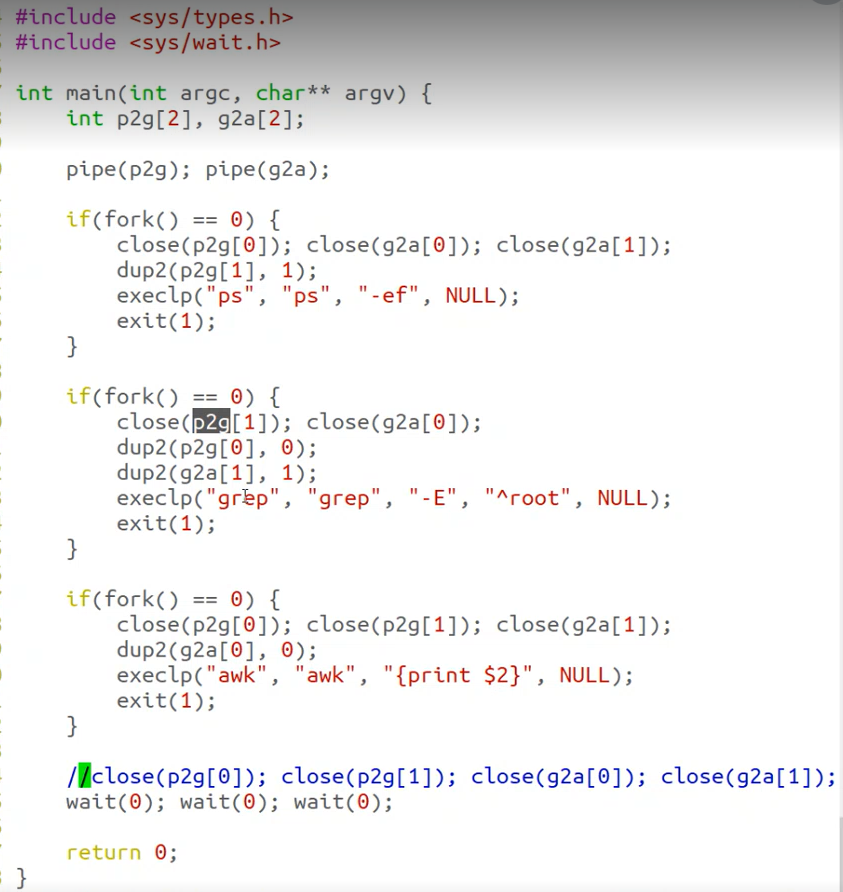 #include <sys/types.h>
#include <sys/wait.h>
int main(int argc, char** argv) {
int p2g[2], g2a[2];
pipe(p2g); pipe(g2a);
if(fork() == 0) {
close(p2g[0]); close(g2a[0]); close(g2a[1]);
dup2(p2g[1], 1);
execlp("ps", "ps", "-ef", NULL);
exit(1);
}
if(fork() == 0) {
close(p2g[1]); close(g2a[0]);
dup2(p2g[0], 0);
dup2(g2a[1], 1);
execlp("grep", "grep", "-E", "^root", NULL);
exit(1);
}
if(fork() == 0) {
close(p2g[0]); close(p2g[1]); close(g2a[1]);
dup2(g2a[0], 0);
execlp("awk", "awk", "{print $2}", NULL);
exit(1);
}
//close(p2g[0]); close(p2g[1]); close(g2a[0]); close(g2a[1]);
wait(0); wait(0); wait(0);
return 0;
}